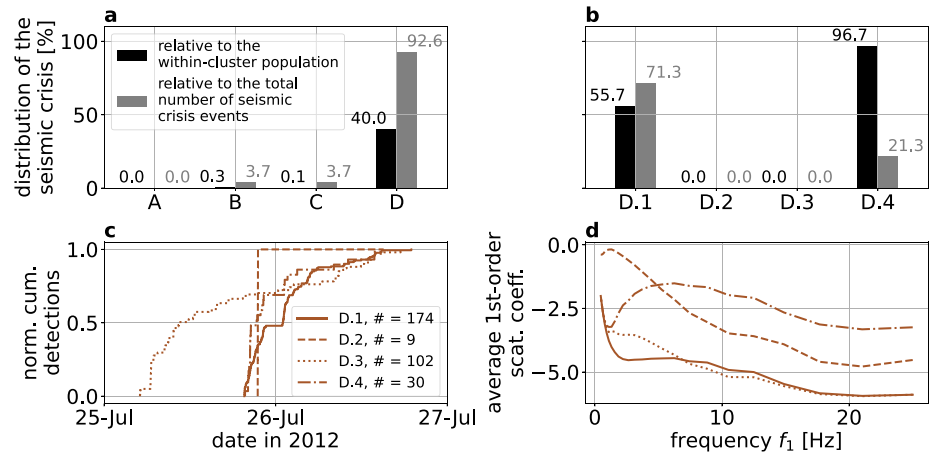 a
distribution of the
seismic crisis [%]
100
50
0
relative to the
within-cluster population
relative to the total
number of seismic
crisis events
0.0
0.0
0.3
3.7
0.1
3.7
40.0
92.6
A
B
C
D
b
55.7
71.3
0.0
0.0
0.0
0.0
96.7
21.3
D.1
D.2
D.3
D.4
c
norm. cum.
detections
1.0
0.5
0.0
D.1, # = 174
D.2, # = 9
D.3, # = 102
D.4, # = 30
25-Jul
26-Jul
27-Jul
date in 2012
d
average 1st-order
scat. coeff.
0.0
−2.5
−5.0
0
10
20
frequency f₁ [Hz]